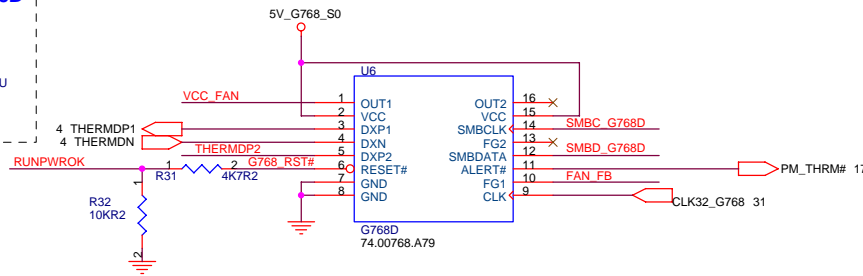 5V_G768_S0
U
U6
VCC_FAN 1 OUT1 OUT2 16
2 VCC VCC 15
4 THERMDP1 3 DXP1 SMBCLK 14 SMBC_G768D
4 THERMDN 4 DXN FG2 13
THERMDP2 5 DXP2 SMBDATA 12 SMBD_G768D
RUNPWROK 1 2 G768_RST# 6 RESET# ALERT# 11 PM_THRM# 17
R31 4K7R2 7 GND FG1 10 FAN_FB
8 GND CLK 9 CLK32_G768 31
1
R32
10KR2
2
G768D
74.00768.A79